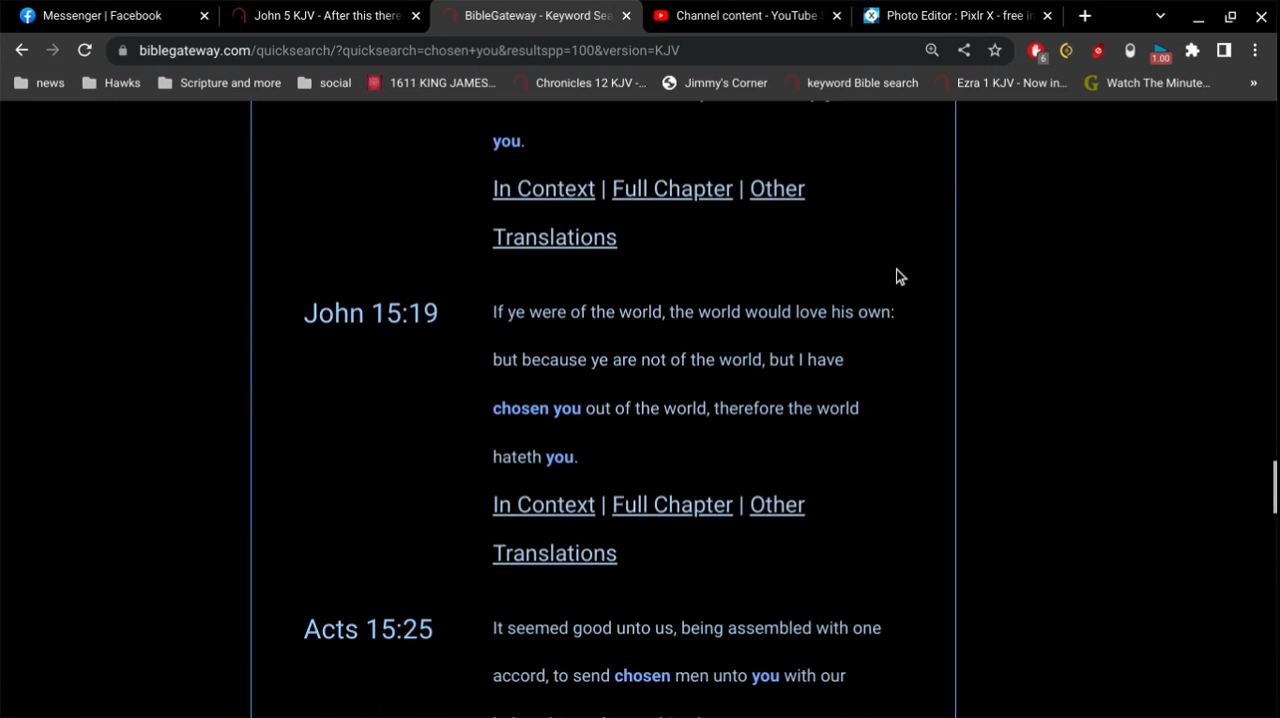 Messenger | Facebook
John 5 KJV - After this there
BibleGateway - Keyword Sea
Channel content - YouTube S
Photo Editor : Pixlr X - free i
biblegateway.com/quicksearch/?quicksearch=chosen+you&resultspp=100&version=KJV
6
1.00
news
Hawks
Scripture and more
social
1611 KING JAMES...
Chronicles 12 KJV -...
Jimmy's Corner
keyword Bible search
Ezra 1 KJV - Now in...
Watch The Minute...
»
you.
In Context | Full Chapter | Other
Translations
John 15:19
If ye were of the world, the world would love his own:
but because ye are not of the world, but I have
chosen you out of the world, therefore the world
hateth you.
In Context | Full Chapter | Other
Translations
Acts 15:25
It seemed good unto us, being assembled with one
accord, to send chosen men unto you with our